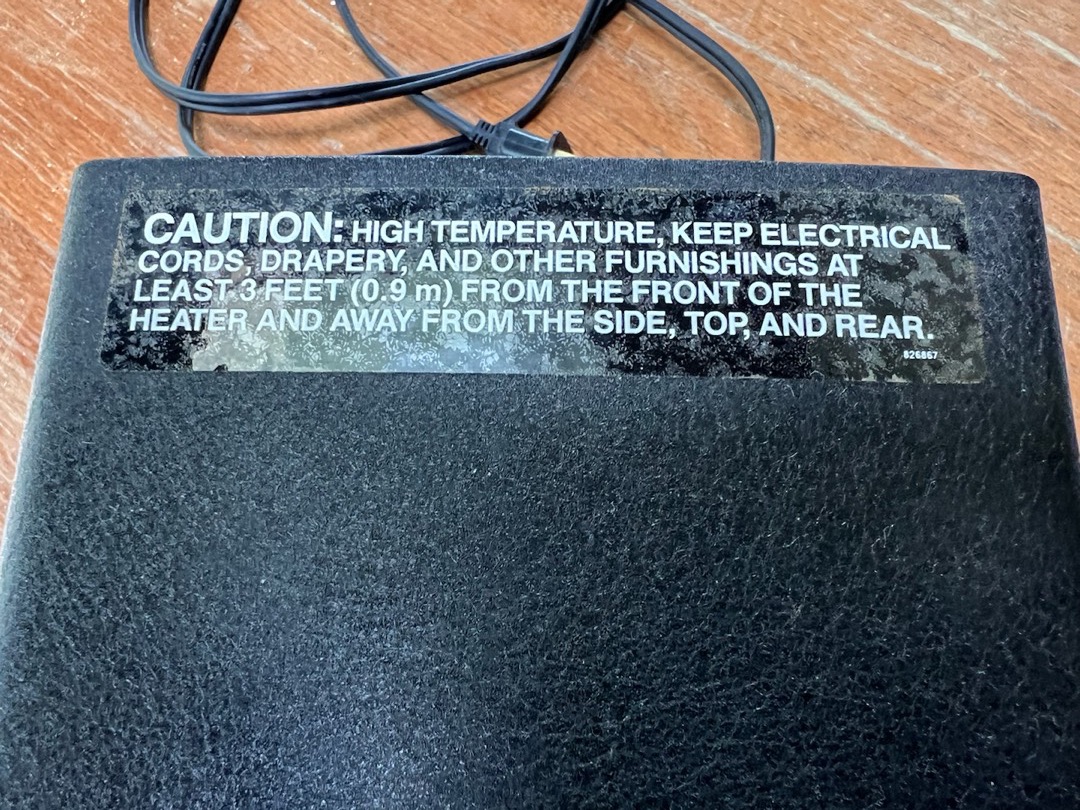 CAUTION: HIGH TEMPERATURE, KEEP ELECTRICAL
CORDS, DRAPERY, AND OTHER FURNISHINGS AT
LEAST 3 FEET (0.9 m) FROM THE FRONT OF THE
HEATER AND AWAY FROM THE SIDE, TOP, AND REAR.
826867